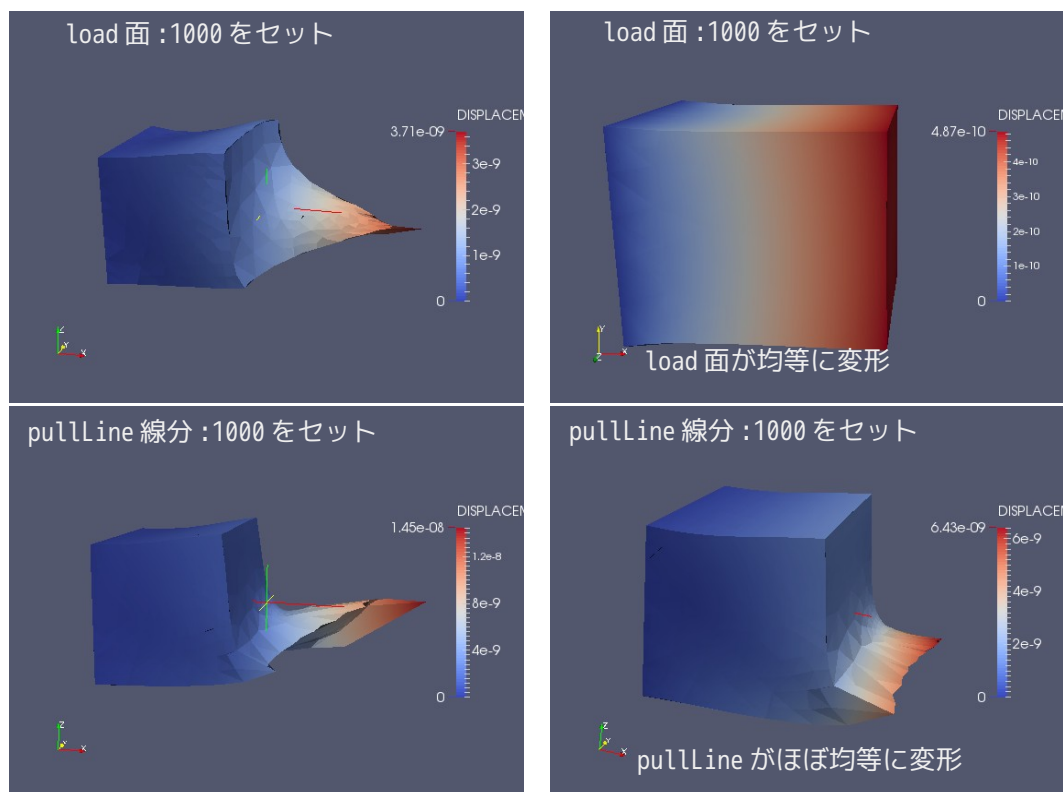 load 面 :1000 をセット
DISPLACEM
3.71e-09
3e-9
2e-9
1e-9
0
Z
Y
X
load 面 :1000 をセット
DISPLACEM
4.87e-10
4e-10
3e-10
2e-10
1e-10
0
Y
Z
X
load 面が均等に変形
pullLine 線分 :1000 をセット
DISPLACEM
1.45e-08
1.2e-8
8e-9
4e-9
0
Z
Y
X
pullLine 線分 :1000 をセット
DISPLACEM
6.43e-09
6e-9
4e-9
2e-9
0
Z
Y
X
pullLine がほぼ均等に変形